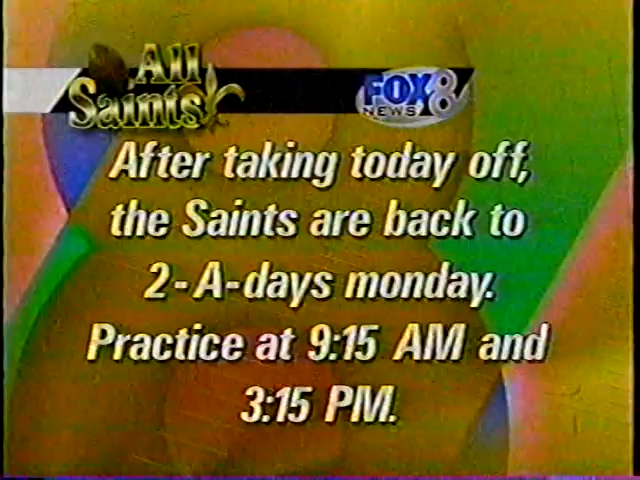 All
Saints
FOX 8
NEWS
After taking today off,
the Saints are back to
2-A-days monday.
Practice at 9:15 AM and
3:15 PM.